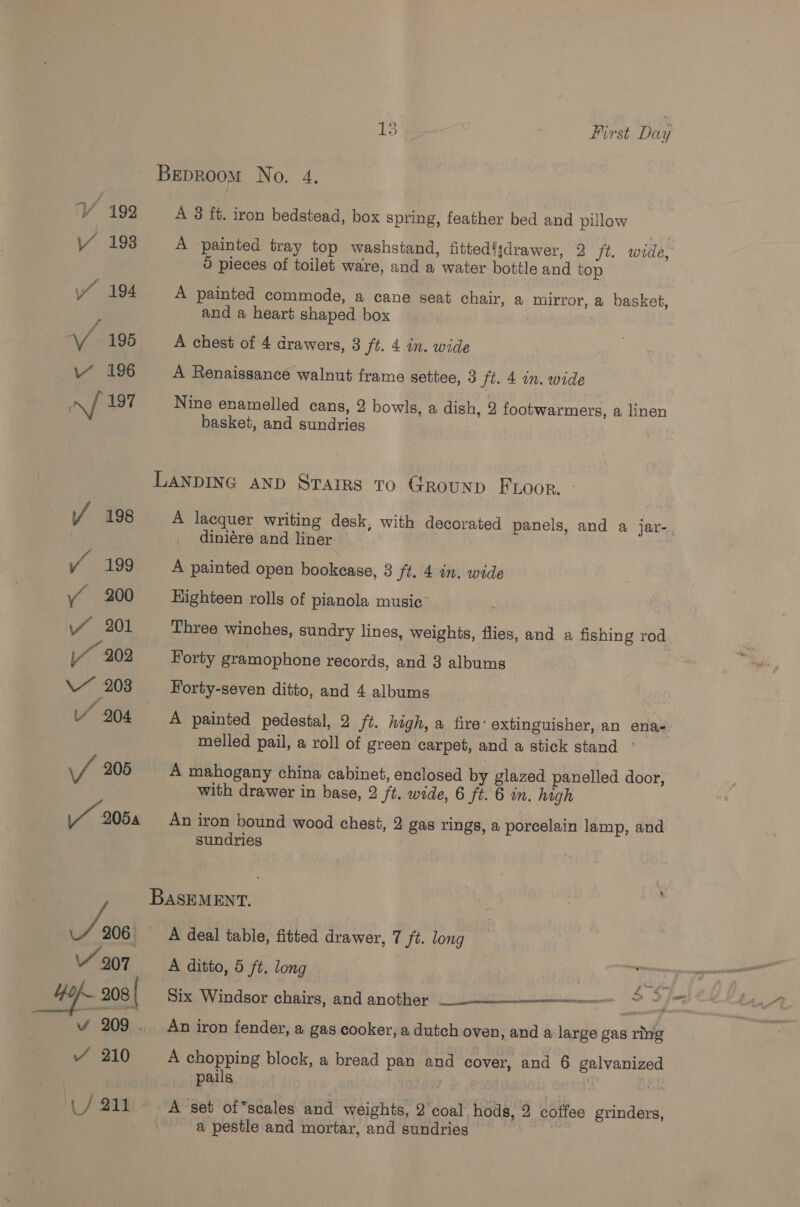 13 First Day
BEDROOM No. 4.
√ 192 A 3 ft. iron bedstead, box spring, feather bed and pillow
√ 193 A painted tray top washstand, fitted drawer, 2 ft. wide,
5 pieces of toilet ware, and a water bottle and top
√ 194 A painted commode, a cane seat chair, a mirror, a basket,
and a heart shaped box
√ 195 A chest of 4 drawers, 3 ft. 4 in. wide
√ 196 A Renaissance walnut frame settee, 3 ft. 4 in. wide
√ 197 Nine enamelled cans, 2 bowls, a dish, 2 footwarmers, a linen
basket, and sundries
LANDING AND STAIRS TO GROUND FLOOR.
√ 198 A lacquer writing desk, with decorated panels, and a jar-
dinière and liner
√ 199 A painted open bookcase, 3 ft. 4 in. wide
√ 200 Eighteen rolls of pianola music
√ 201 Three winches, sundry lines, weights, flies, and a fishing rod
√ 202 Forty gramophone records, and 3 albums
√ 203 Forty-seven ditto, and 4 albums
√ 204 A painted pedestal, 2 ft. high, a fire extinguisher, an ena-
melled pail, a roll of green carpet, and a stick stand
√ 205 A mahogany china cabinet, enclosed by glazed panelled door,
with drawer in base, 2 ft. wide, 6 ft. 6 in. high
√ 205A An iron bound wood chest, 2 gas rings, a porcelain lamp, and
sundries
BASEMENT.
√ 206 A deal table, fitted drawer, 7 ft. long
√ 207 A ditto, 5 ft. long
40/- 208 Six Windsor chairs, and another
√ 209 An iron fender, a gas cooker, a dutch oven, and a large gas ring
√ 210 A chopping block, a bread pan and cover, and 6 galvanized
pails
√ 211 A set of scales and weights, 2 coal hods, 2 coffee grinders,
a pestle and mortar, and sundries